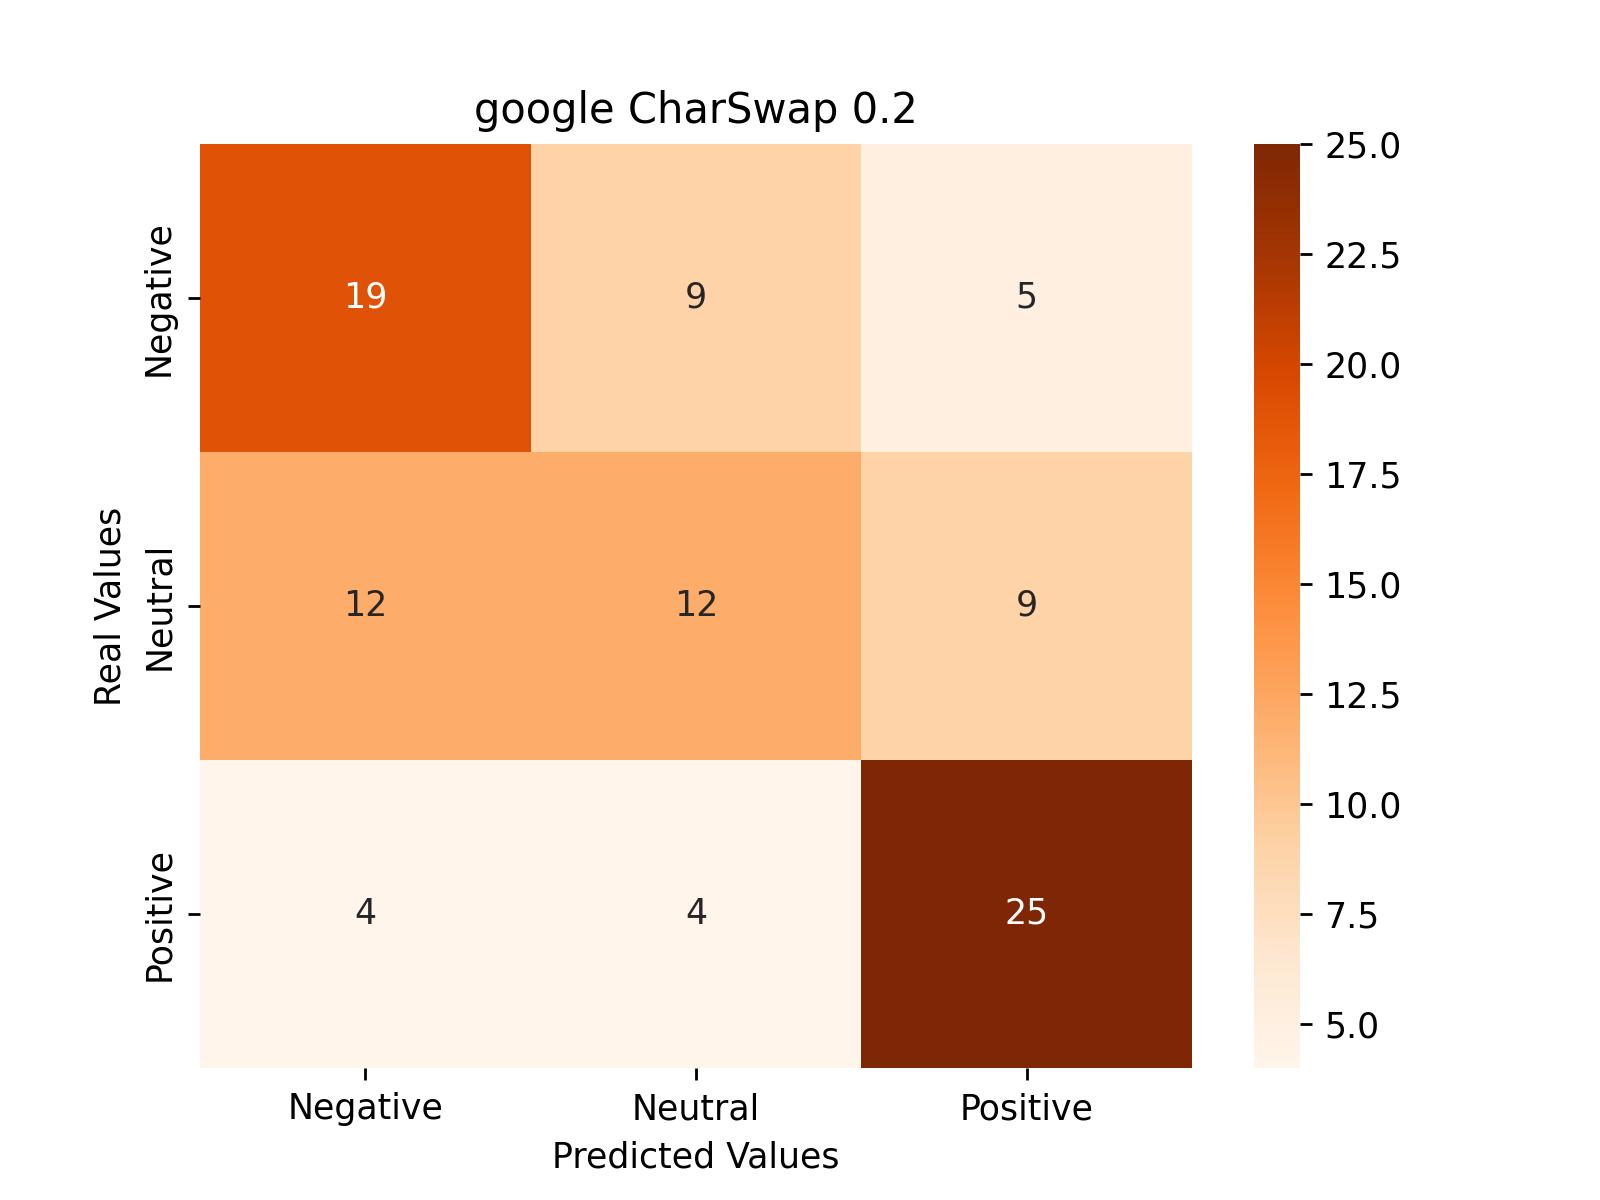 google CharSwap 0.2
Real Values
Negative
19 9 5
Neutral
12 12 9
Positive
4 4 25
Negative Neutral Positive
Predicted Values
25.0
22.5
20.0
17.5
15.0
12.5
10.0
7.5
5.0